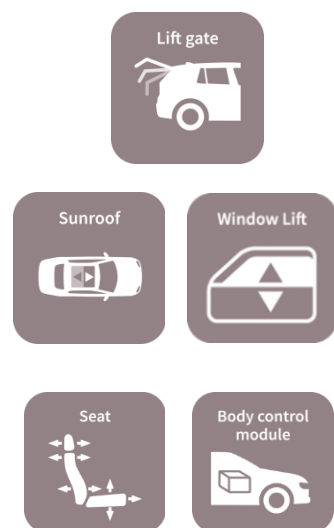 Lift gate
Sunroof
Window Lift
Seat
Body control
module